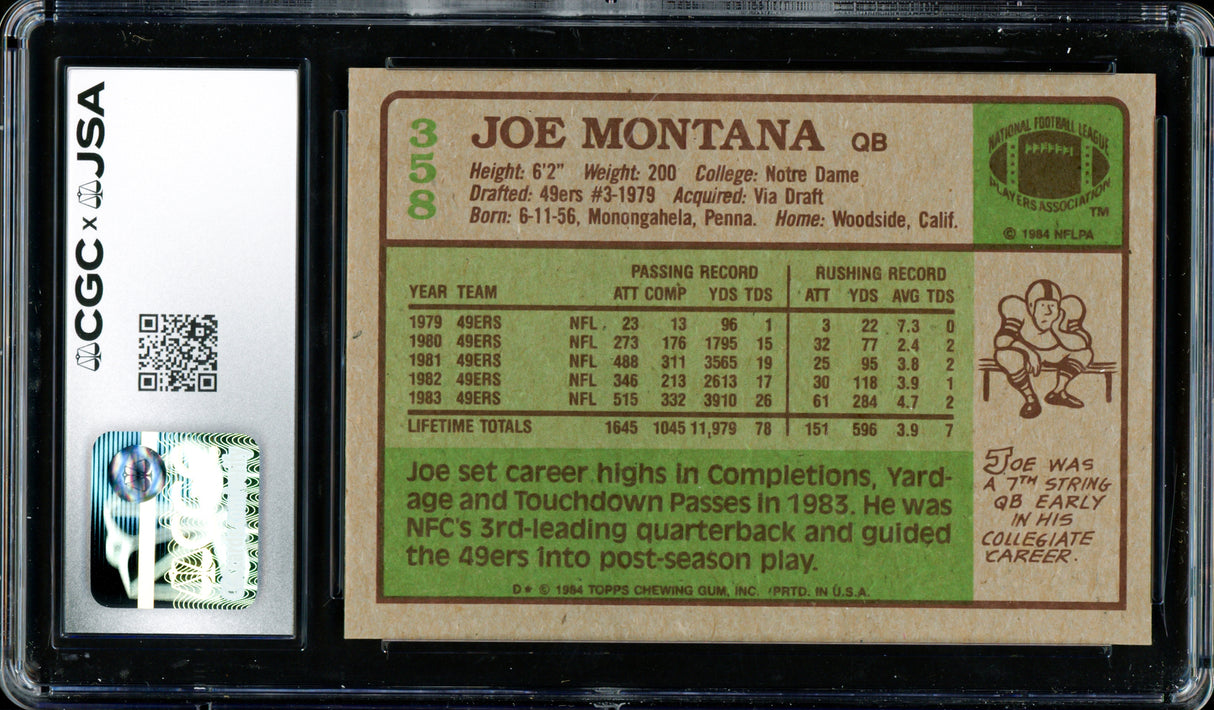 CGC x JSA
358
JOE MONTANA QB
Height: 6'2" Weight: 200 College: Notre Dame
Drafted: 49ers #3-1979 Acquired: Via Draft
Born: 6-11-56, Monongahela, Penna. Home: Woodside, Calif.
NATIONAL FOOTBALL LEAGUE
PLAYERS ASSOCIATION
TM
© 1984 NFLPA
PASSING RECORD RUSHING RECORD
YEAR TEAM ATT COMP YDS TDS ATT YDS AVG TDS
1979 49ERS NFL 23 13 96 1 3 22 7.3 0
1980 49ERS NFL 273 176 1795 15 32 77 2.4 2
1981 49ERS NFL 488 311 3565 19 25 95 3.8 2
1982 49ERS NFL 346 213 2613 17 30 118 3.9 1
1983 49ERS NFL 515 332 3910 26 61 284 4.7 2
LIFETIME TOTALS 1645 1045 11,979 78 151 596 3.9 7
Joe set career highs in Completions, Yard-
age and Touchdown Passes in 1983. He was
NFC's 3rd-leading quarterback and guided
the 49ers into post-season play.
D* © 1984 TOPPS CHEWING GUM, INC. PRTD. IN U.S.A.
JOE WAS
A 7TH STRING
QB EARLY
IN HIS
COLLEGIATE
CAREER.